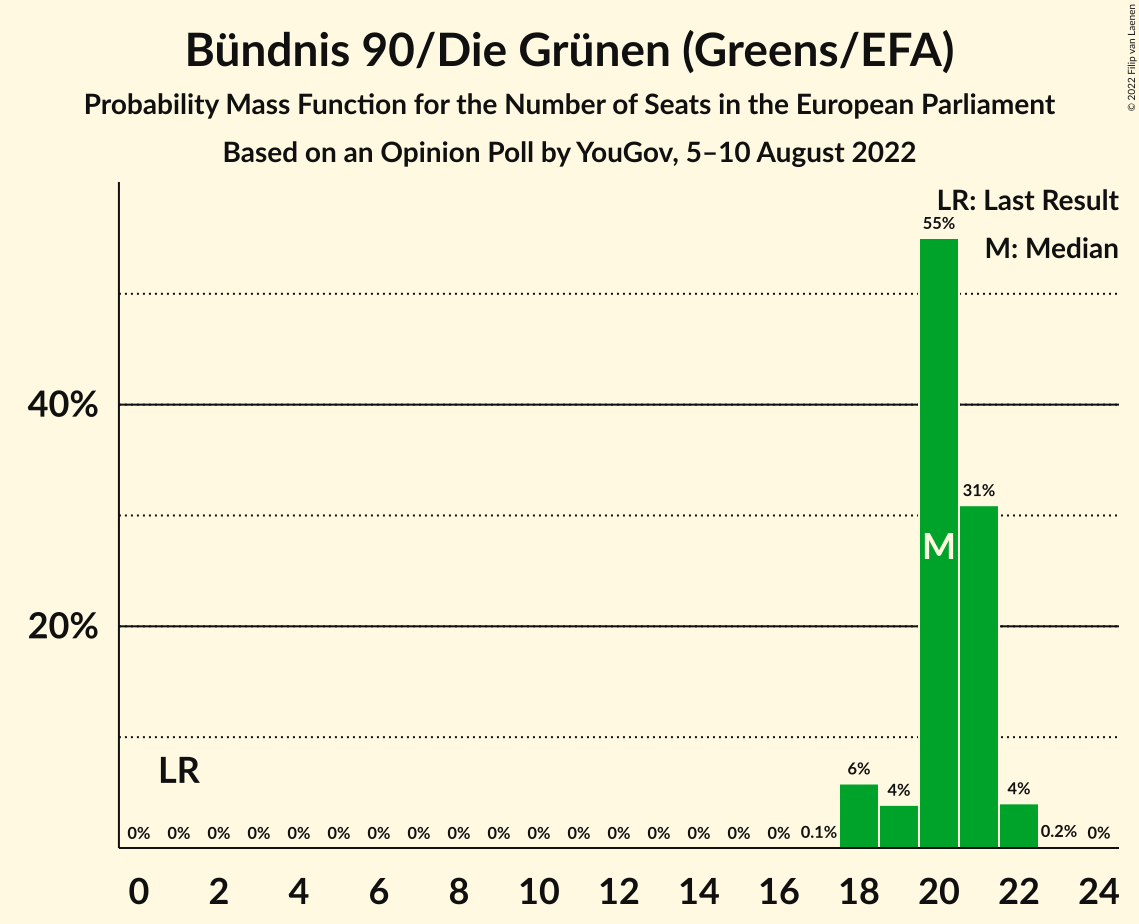 Bündnis 90/Die Grünen (Greens/EFA)
Probability Mass Function for the Number of Seats in the European Parliament
Based on an Opinion Poll by YouGov, 5–10 August 2022
© 2022 Filip van Laenen
LR: Last Result
M: Median
55%
40%
31%
M
20%
LR
0% 0% 0% 0% 0% 0% 0% 0% 0% 0% 0% 0% 0% 0% 0% 0% 0% 0.1% 6% 4% 4% 0.2% 0%
0 2 4 6 8 10 12 14 16 18 20 22 24